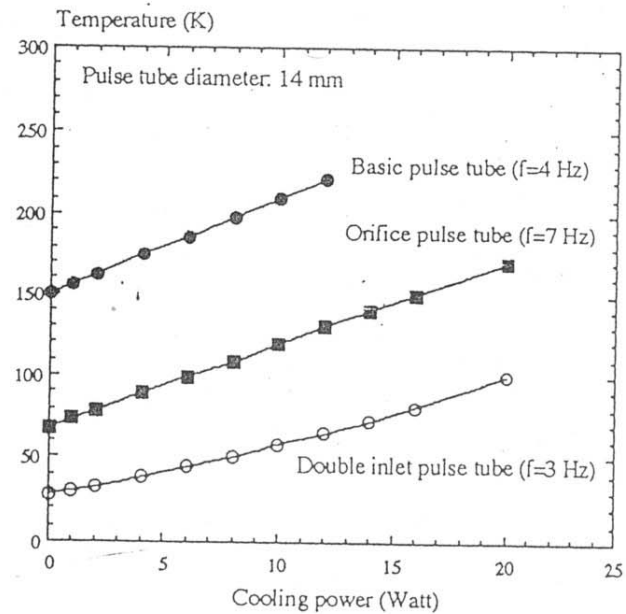 Temperature (K)
300
Pulse tube diameter: 14 mm
250
Basic pulse tube (f=4 Hz)
200
Orifice pulse tube (f=7 Hz)
150
100
50
Double inlet pulse tube (f=3 Hz)
0
0 5 10 15 20 25
Cooling power (Watt)